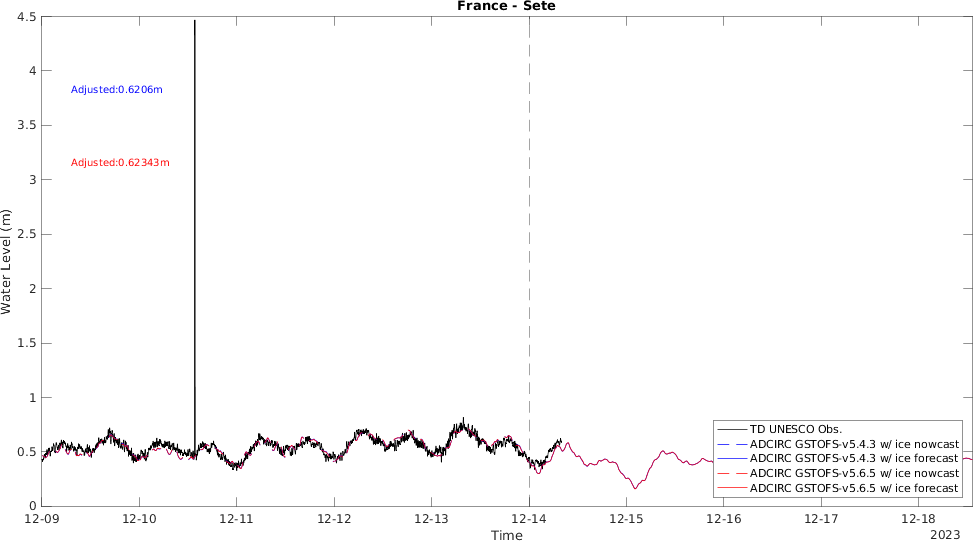 France - Sete
4.5
4
3.5
3
2.5
2
1.5
1
0.5
0
Water Level (m)
Adjusted:0.6206m
Adjusted:0.62343m
TD UNESCO Obs.
ADCIRC GSTOFS-v5.4.3 w/ ice nowcast
ADCIRC GSTOFS-v5.4.3 w/ ice forecast
ADCIRC GSTOFS-v5.6.5 w/ ice nowcast
ADCIRC GSTOFS-v5.6.5 w/ ice forecast
12-09 12-10 12-11 12-12 12-13 12-14 12-15 12-16 12-17 12-18
Time
2023